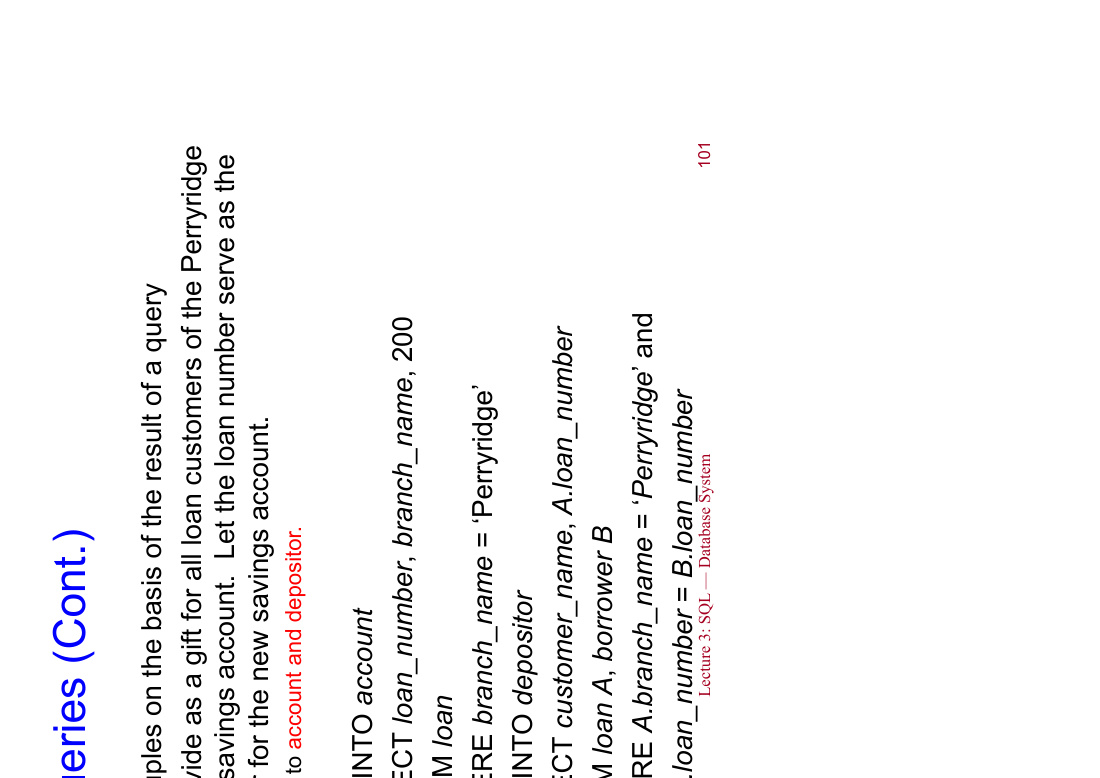 ueries (Cont.)
uples on the basis of the result of a query
vide as a gift for all loan customers of the Perryridge
savings account. Let the loan number serve as the
r for the new savings account.
to account and depositor.
INTO account
ECT loan_number, branch_name, 200
M loan
ERE branch_name = ‘Perryridge’
INTO depositor
ECT customer_name, A.loan_number
M loan A, borrower B
RE A.branch_name = ‘Perryridge’ and
.loan_number = B.loan_number
Lecture 3: SQL — Database System 101